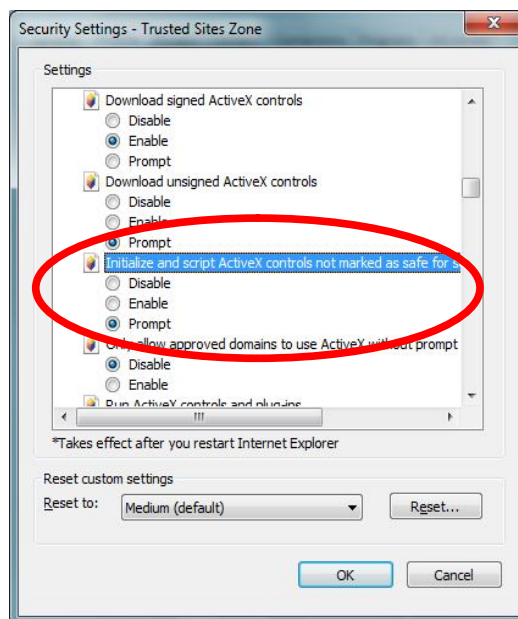 Security Settings - Trusted Sites Zone
Settings
Download signed ActiveX controls
Disable
Enable
Prompt
Download unsigned ActiveX controls
Disable
Enable
Prompt
Initialize and script ActiveX controls not marked as safe for s
Disable
Enable
Prompt
Only allow approved domains to use ActiveX without prompt
Disable
Enable
Run ActiveX controls and plug-ins
*Takes effect after you restart Internet Explorer
Reset custom settings
Reset to: Medium (default) Reset...
OK Cancel